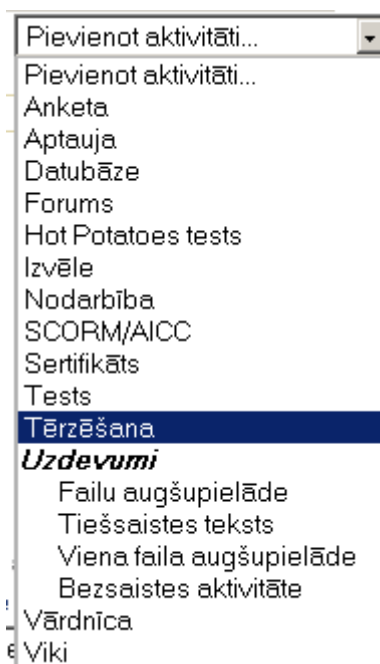 Pievienot aktivitāti...
Pievienot aktivitāti...
Anketa
Aptauja
Datubāze
Forums
Hot Potatoes tests
Izvēle
Nodarbība
SCORM/AICC
Sertifikāts
Tests
Tērzēšana
Uzdevumi
Failu augšupielāde
Tiešsaistes teksts
Viena faila augšupielāde
Bezsaistes aktivitāte
Vārdnīca
Viki